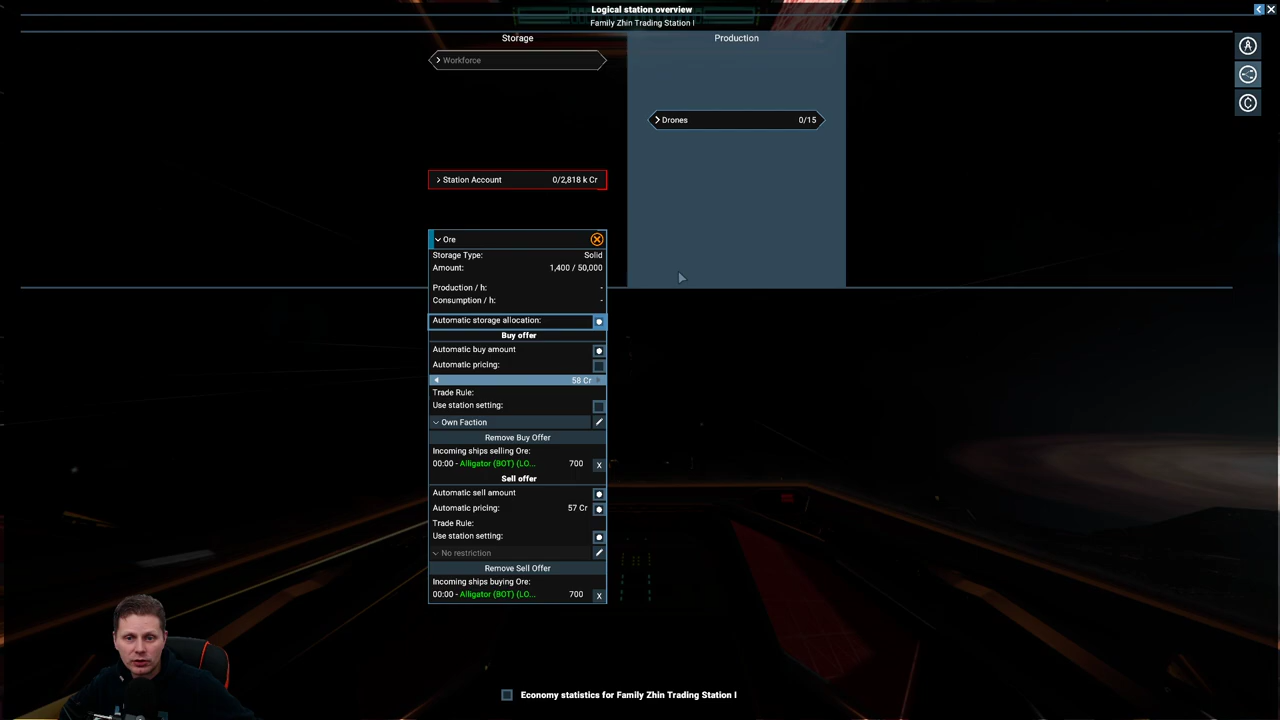 Logical station overview
Family Zhin Trading Station I
Storage
Production
Workforce
Drones 0/15
Station Account 0/2,818 k Cr
Ore
Storage Type: Solid
Amount: 1,400 / 50,000
Production / h: -
Consumption / h: -
Automatic storage allocation:
Buy offer
Automatic buy amount
Automatic pricing:
58 Cr
Trade Rule:
Use station setting:
Own Faction
Remove Buy Offer
Incoming ships selling Ore:
00:00 - Alligator (BOT) (LO... 700 X
Sell offer
Automatic sell amount
Automatic pricing: 57 Cr
Trade Rule:
Use station setting:
No restriction
Remove Sell Offer
Incoming ships buying Ore:
00:00 - Alligator (BOT) (LO... 700 X
Economy statistics for Family Zhin Trading Station I